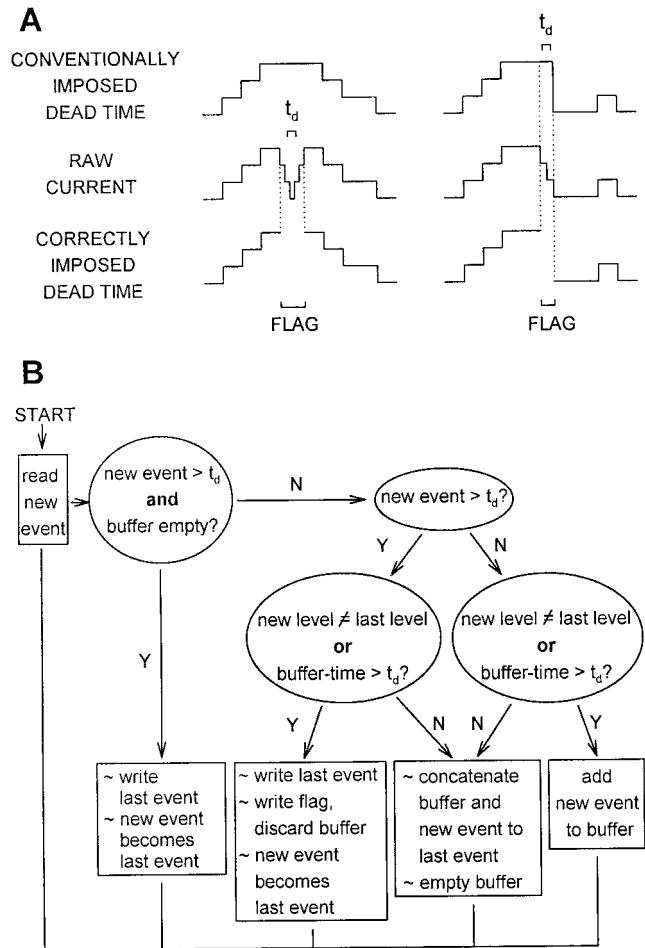 A
t_d
t_d
CONVENTIONALLY
IMPOSED
DEAD TIME
t_d
RAW
CURRENT
CORRECTLY
IMPOSED
DEAD TIME
FLAG
FLAG
B
START
read
new
event
new event > t_d
and
buffer empty?
N
new event > t_d?
Y
N
new level ≠ last level
or
buffer-time > t_d?
new level ≠ last level
or
buffer-time > t_d?
Y
Y
N
N
Y
~ write
last event
~ new event
becomes
last event
~ write last event
~ write flag,
discard buffer
~ new event
becomes
last event
~ concatenate
buffer and
new event to
last event
~ empty buffer
add
new event
to buffer